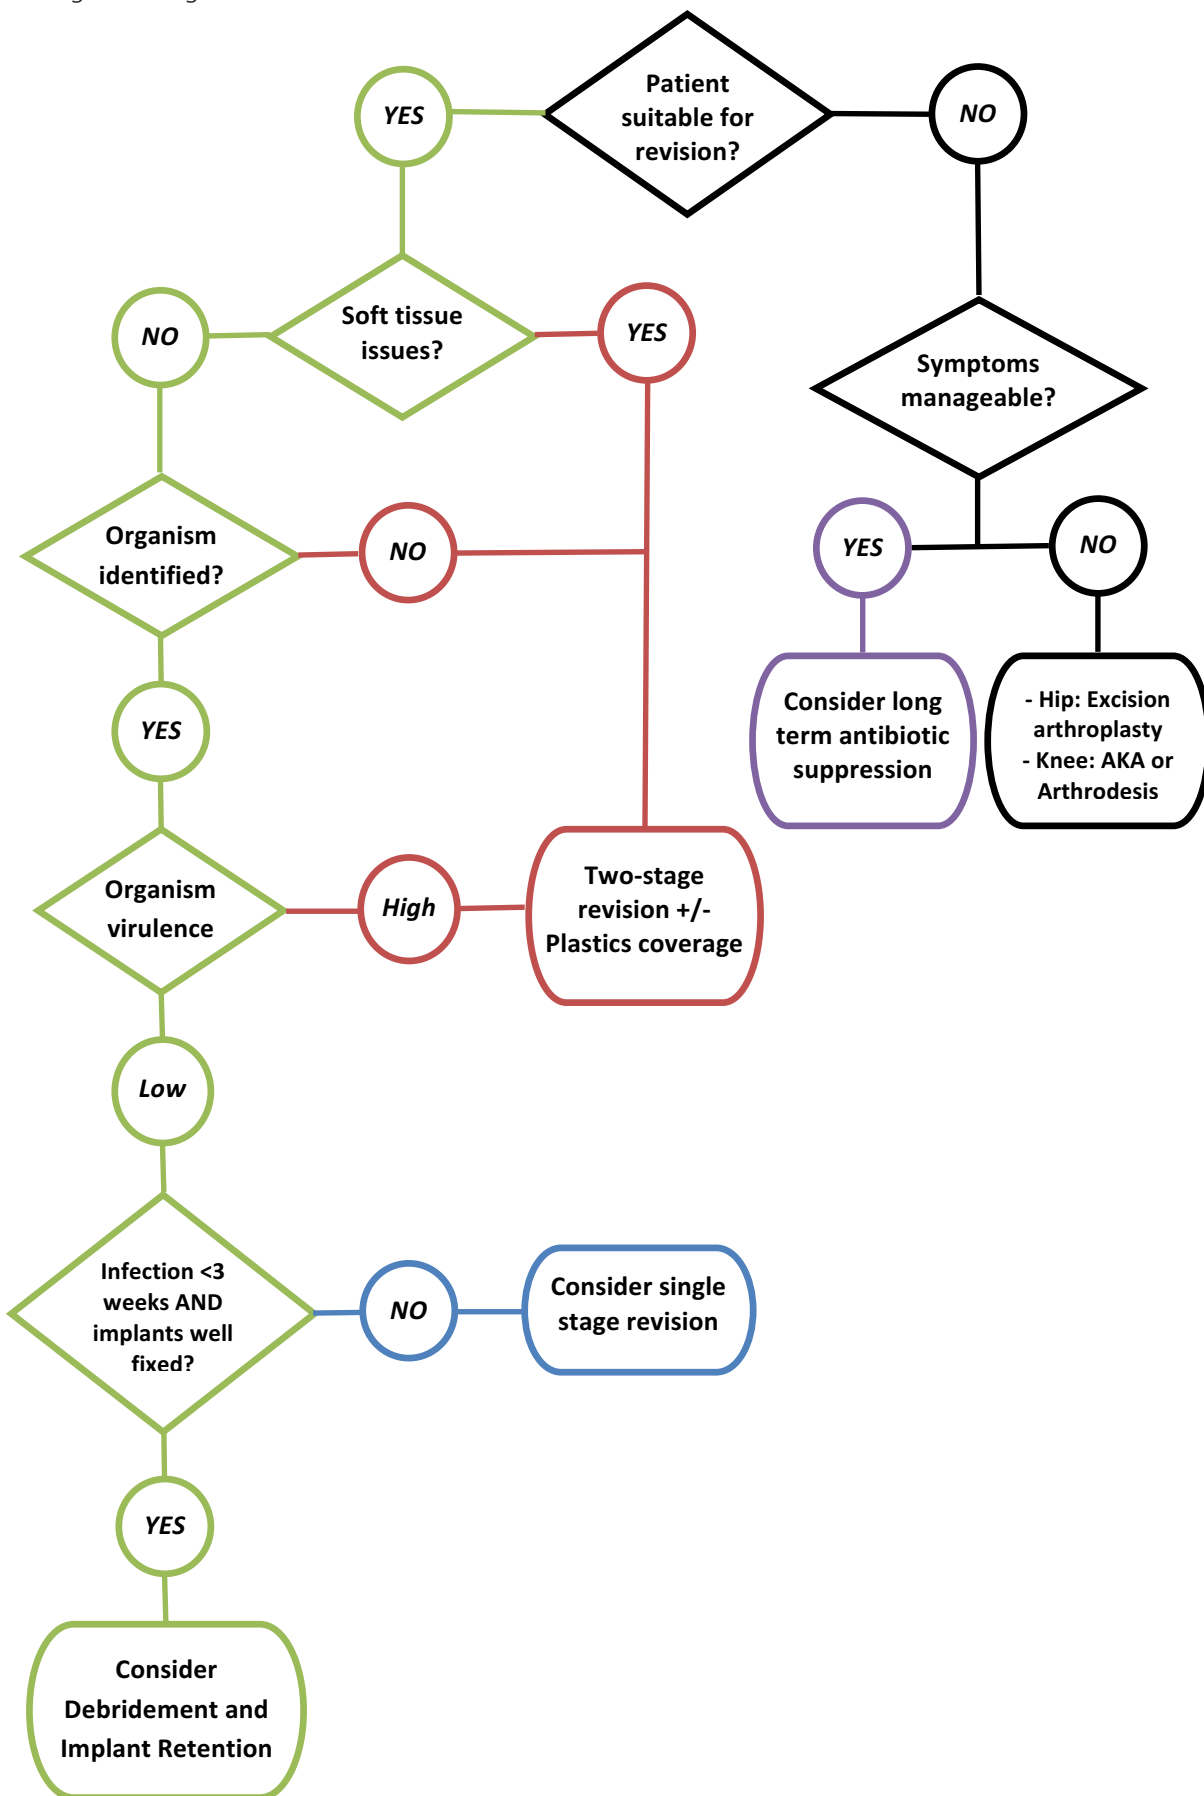 Patient
suitable for
revision?
YES
NO
Soft tissue
issues?
NO
YES
Symptoms
manageable?
Organism
identified?
NO
YES
NO
YES
Consider long
term antibiotic
suppression
- Hip: Excision
arthroplasty
- Knee: AKA or
Arthrodesis
Organism
virulence
High
Two-stage
revision +/-
Plastics coverage
Low
Infection <3
weeks AND
implants well
fixed?
NO
Consider single
stage revision
YES
Consider
Debridement and
Implant Retention